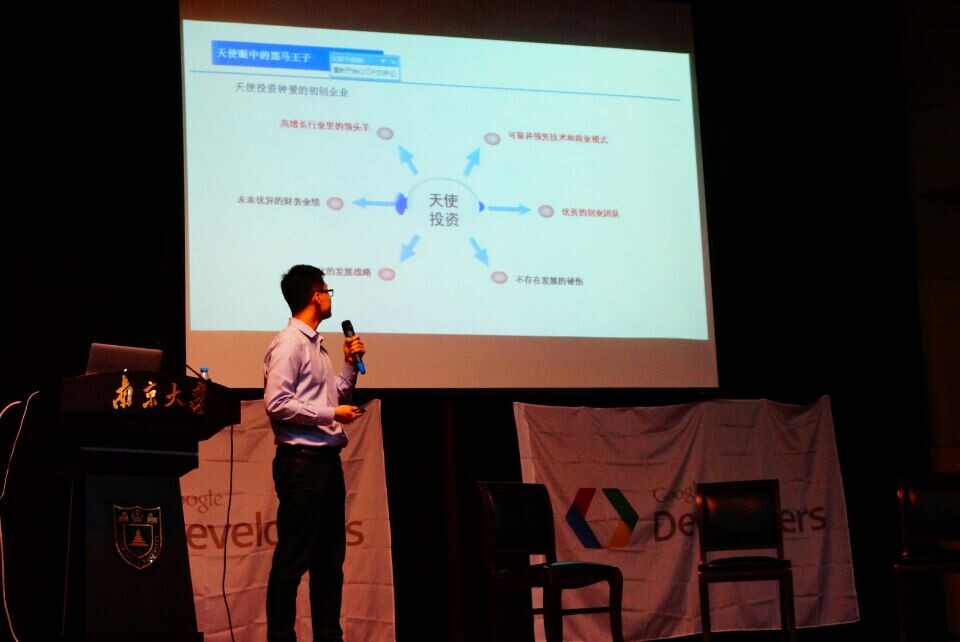 天使眼中的黑马王子
天使投资钟爱的初创企业
高增长行业里的领头羊
可靠并领先技术和商业模式
未来优异的财务业绩
天使
投资
优秀的创业团队
的发展战略
不存在发展的硬伤
南京大
Google
Developers
Developers